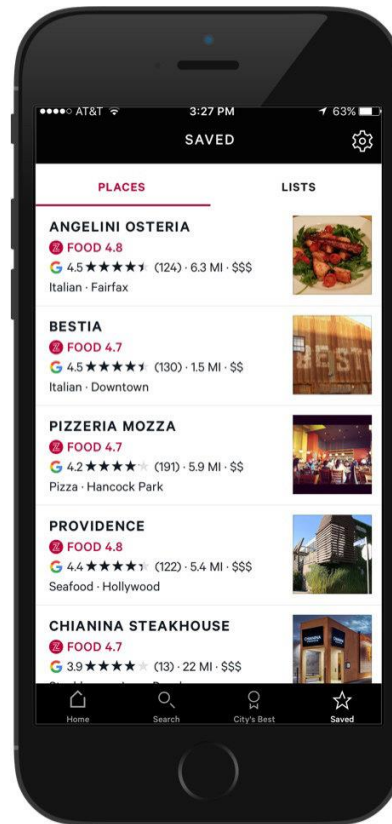 AT&T 3:27 PM 63%
SAVED
PLACES LISTS
ANGELINI OSTERIA
FOOD 4.8
G 4.5 ★★★★★ (124) · 6.3 MI · $$$
Italian · Fairfax
BESTIA
FOOD 4.7
G 4.5 ★★★★★ (130) · 1.5 MI · $$
Italian · Downtown
BESTI
PIZZERIA MOZZA
FOOD 4.7
G 4.2 ★★★★★ (191) · 5.9 MI · $$
Pizza · Hancock Park
PROVIDENCE
FOOD 4.8
G 4.4 ★★★★★ (122) · 5.4 MI · $$$
Seafood · Hollywood
CHIANINA STEAKHOUSE
FOOD 4.7
G 3.9 ★★★★★ (13) · 22 MI · $$$
CHIANINA
Home Search City's Best Saved